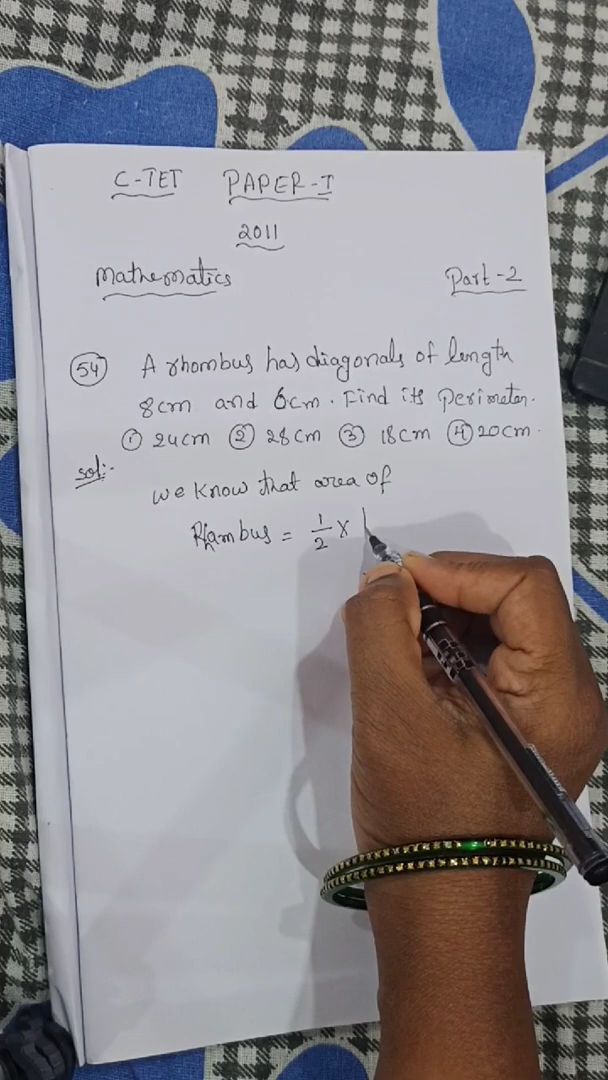 C-TET PAPER-I
2011
Mathematics Part-2
54 A rhombus has diagonals of length
8cm and 6cm. Find its perimeter.
① 24cm ② 28cm ③ 18cm ④ 20cm.
Sol:-
we know that area of
Rhambus = 1/2 x